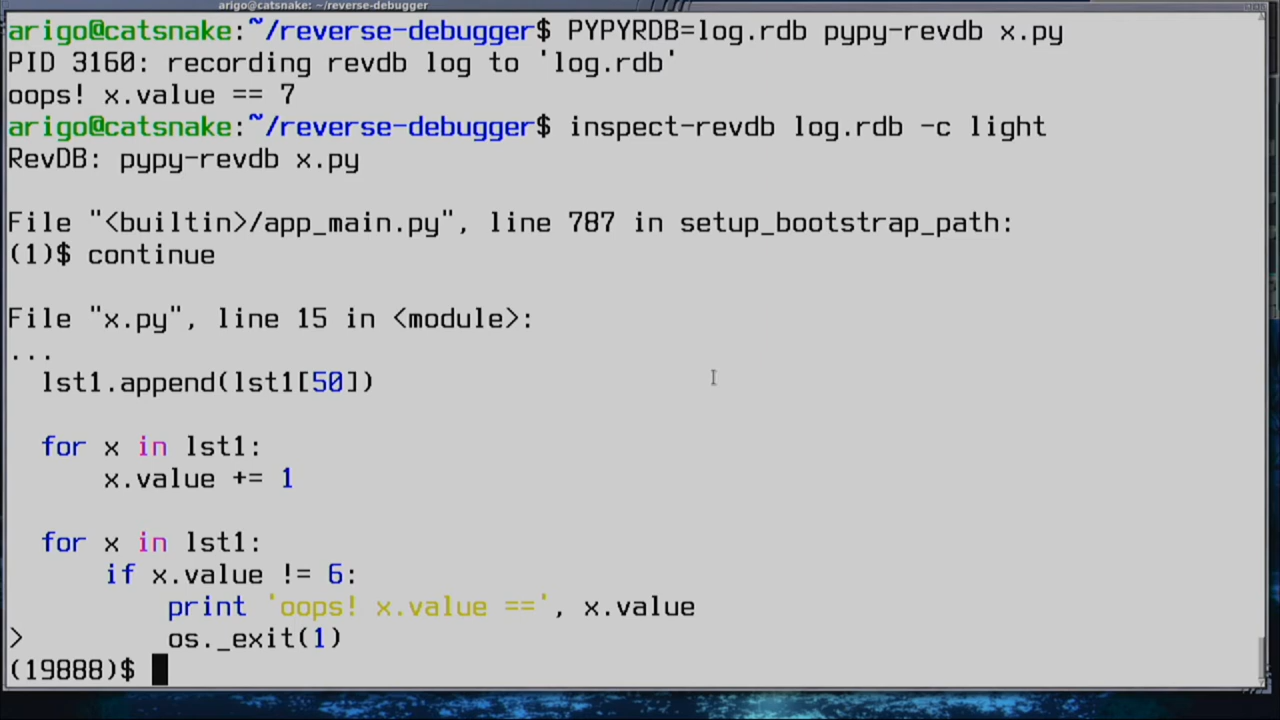 arigo@catsnake: ~/reverse-debugger
arigo@catsnake:~/reverse-debugger$ PYPYRDB=log.rdb pypy-revdb x.py
PID 3160: recording revdb log to 'log.rdb'
oops! x.value == 7
arigo@catsnake:~/reverse-debugger$ inspect-revdb log.rdb -c light
RevDB: pypy-revdb x.py
File "<builtin>/app_main.py", line 787 in setup_bootstrap_path:
(1)$ continue
File "x.py", line 15 in <module>:
...
lst1.append(lst1[50])
for x in lst1:
x.value += 1
for x in lst1:
if x.value != 6:
print 'oops! x.value ==', x.value
> os._exit(1)
(19888)$